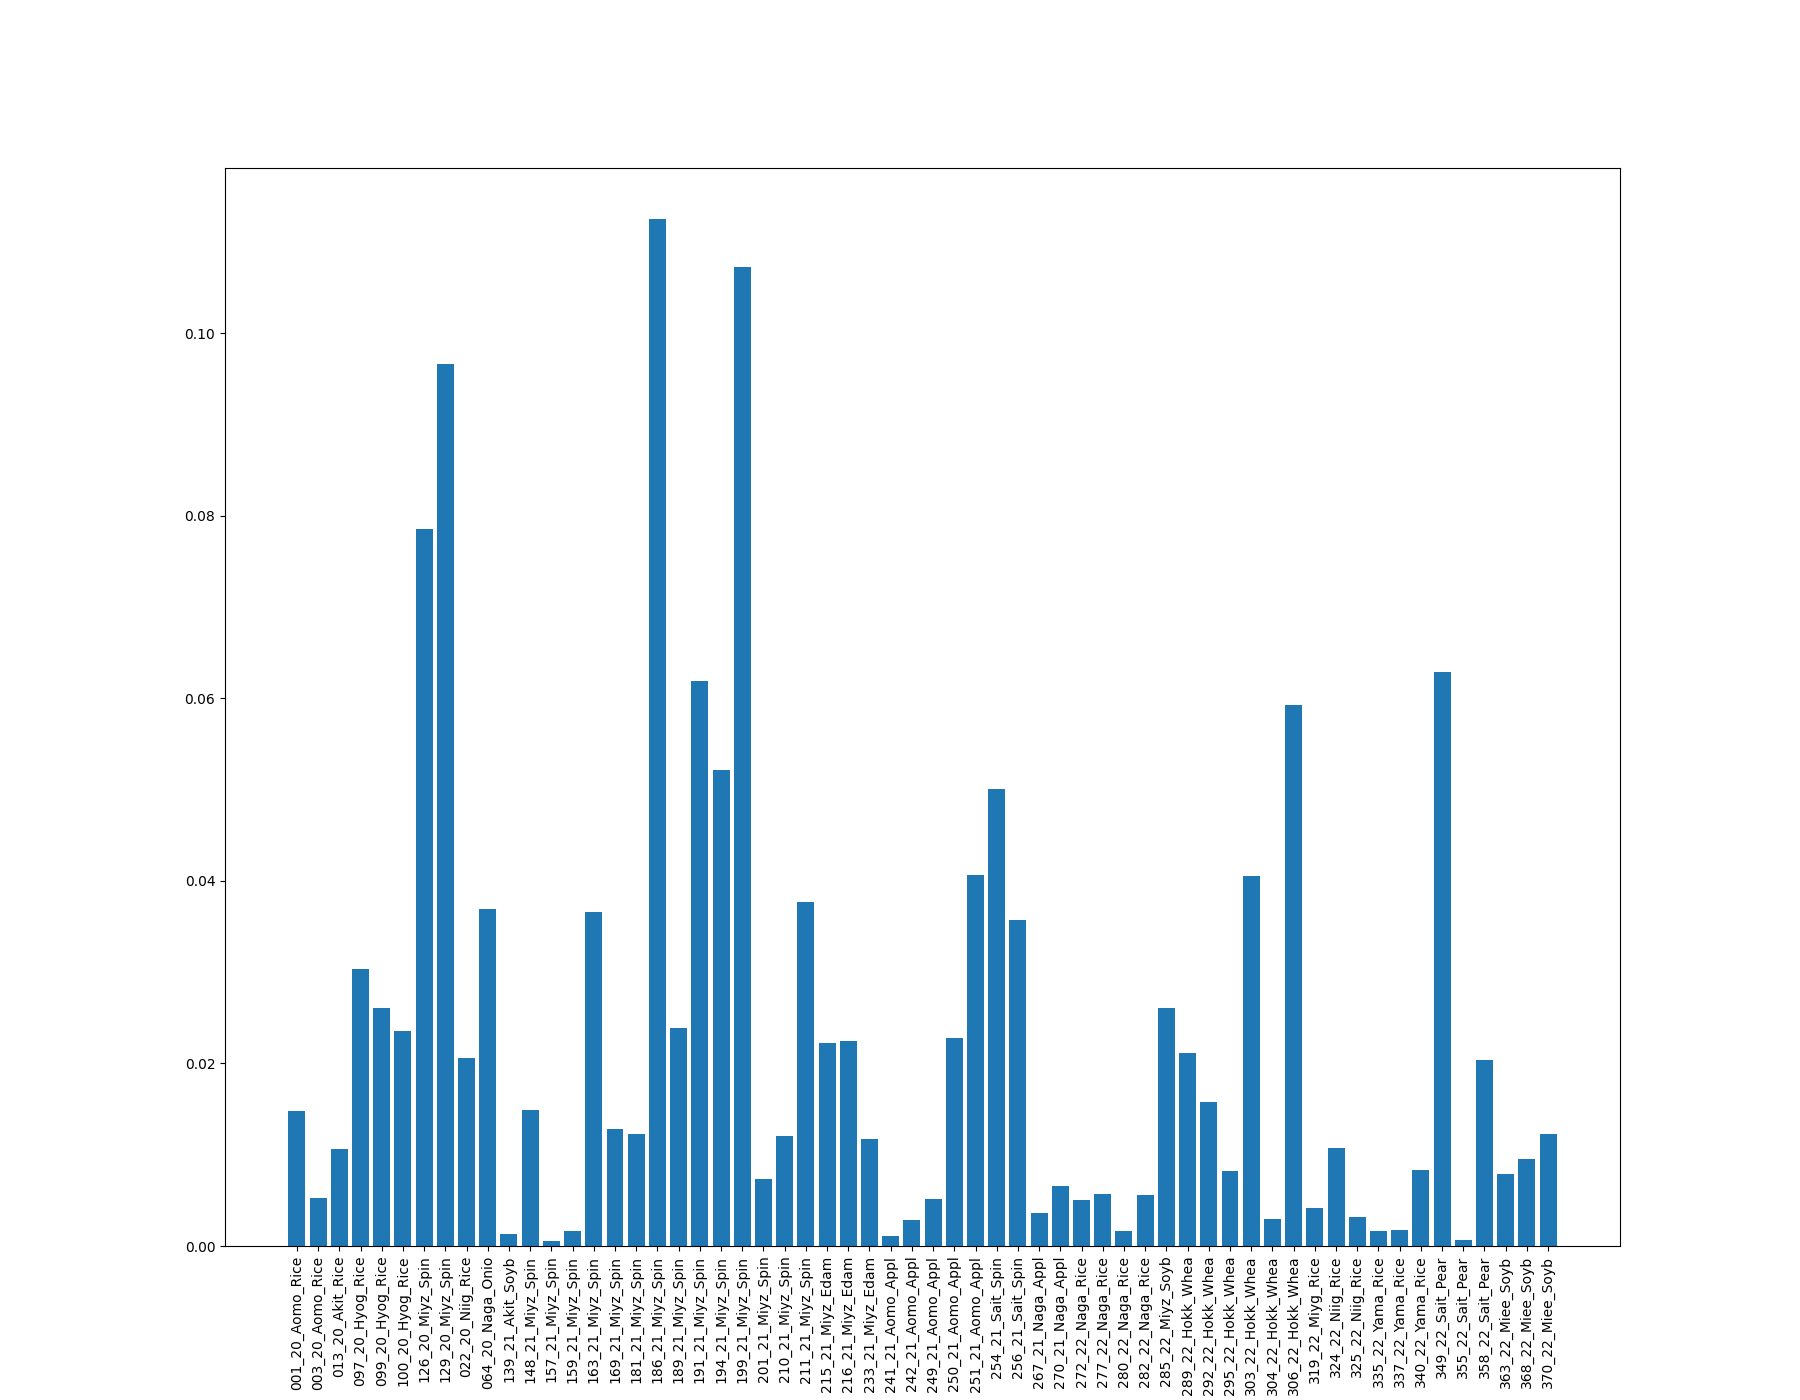 0.10
0.08
0.06
0.04
0.02
0.00
001_20_Aomo_Rice
003_20_Aomo_Rice
013_20_Akit_Rice
097_20_Hyog_Rice
099_20_Hyog_Rice
100_20_Hyog_Rice
126_20_Miyz_Spin
129_20_Miyz_Spin
022_20_Niig_Rice
064_20_Naga_Onio
139_21_Akit_Soyb
148_21_Miyz_Spin
157_21_Miyz_Spin
159_21_Miyz_Spin
163_21_Miyz_Spin
169_21_Miyz_Spin
181_21_Miyz_Spin
186_21_Miyz_Spin
189_21_Miyz_Spin
191_21_Miyz_Spin
194_21_Miyz_Spin
199_21_Miyz_Spin
201_21_Miyz_Spin
210_21_Miyz_Spin
211_21_Miyz_Spin
215_21_Miyz_Edam
216_21_Miyz_Edam
233_21_Miyz_Edam
241_21_Aomo_Appl
242_21_Aomo_Appl
249_21_Aomo_Appl
250_21_Aomo_Appl
251_21_Aomo_Appl
254_21_Sait_Spin
256_21_Sait_Spin
267_21_Naga_Appl
270_21_Naga_Appl
272_22_Naga_Rice
277_22_Naga_Rice
280_22_Naga_Rice
282_22_Naga_Rice
285_22_Miyz_Soyb
289_22_Hokk_Whea
292_22_Hokk_Whea
295_22_Hokk_Whea
303_22_Hokk_Whea
304_22_Hokk_Whea
306_22_Hokk_Whea
319_22_Miyg_Rice
324_22_Niig_Rice
325_22_Niig_Rice
335_22_Yama_Rice
337_22_Yama_Rice
340_22_Yama_Rice
349_22_Sait_Pear
355_22_Sait_Pear
358_22_Sait_Pear
363_22_Miee_Soyb
368_22_Miee_Soyb
370_22_Miee_Soyb